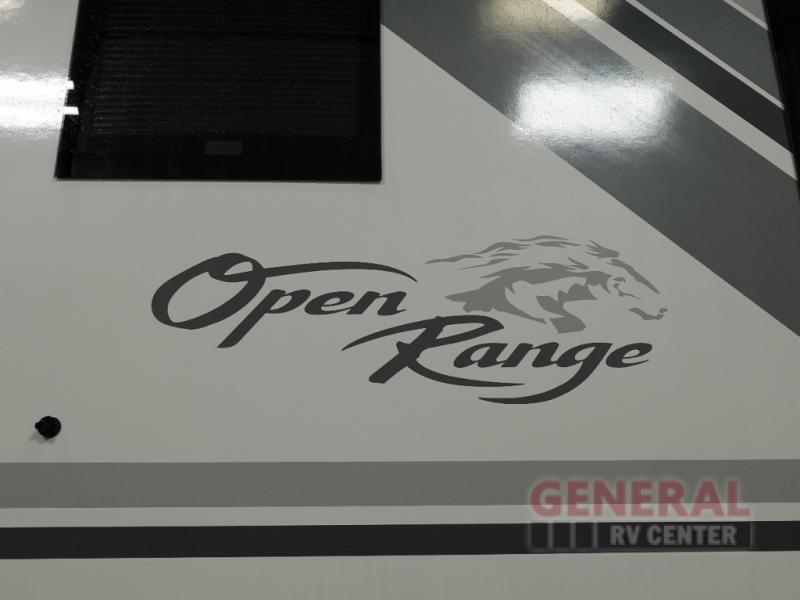 Open
Range
GENERAL
RV CENTER